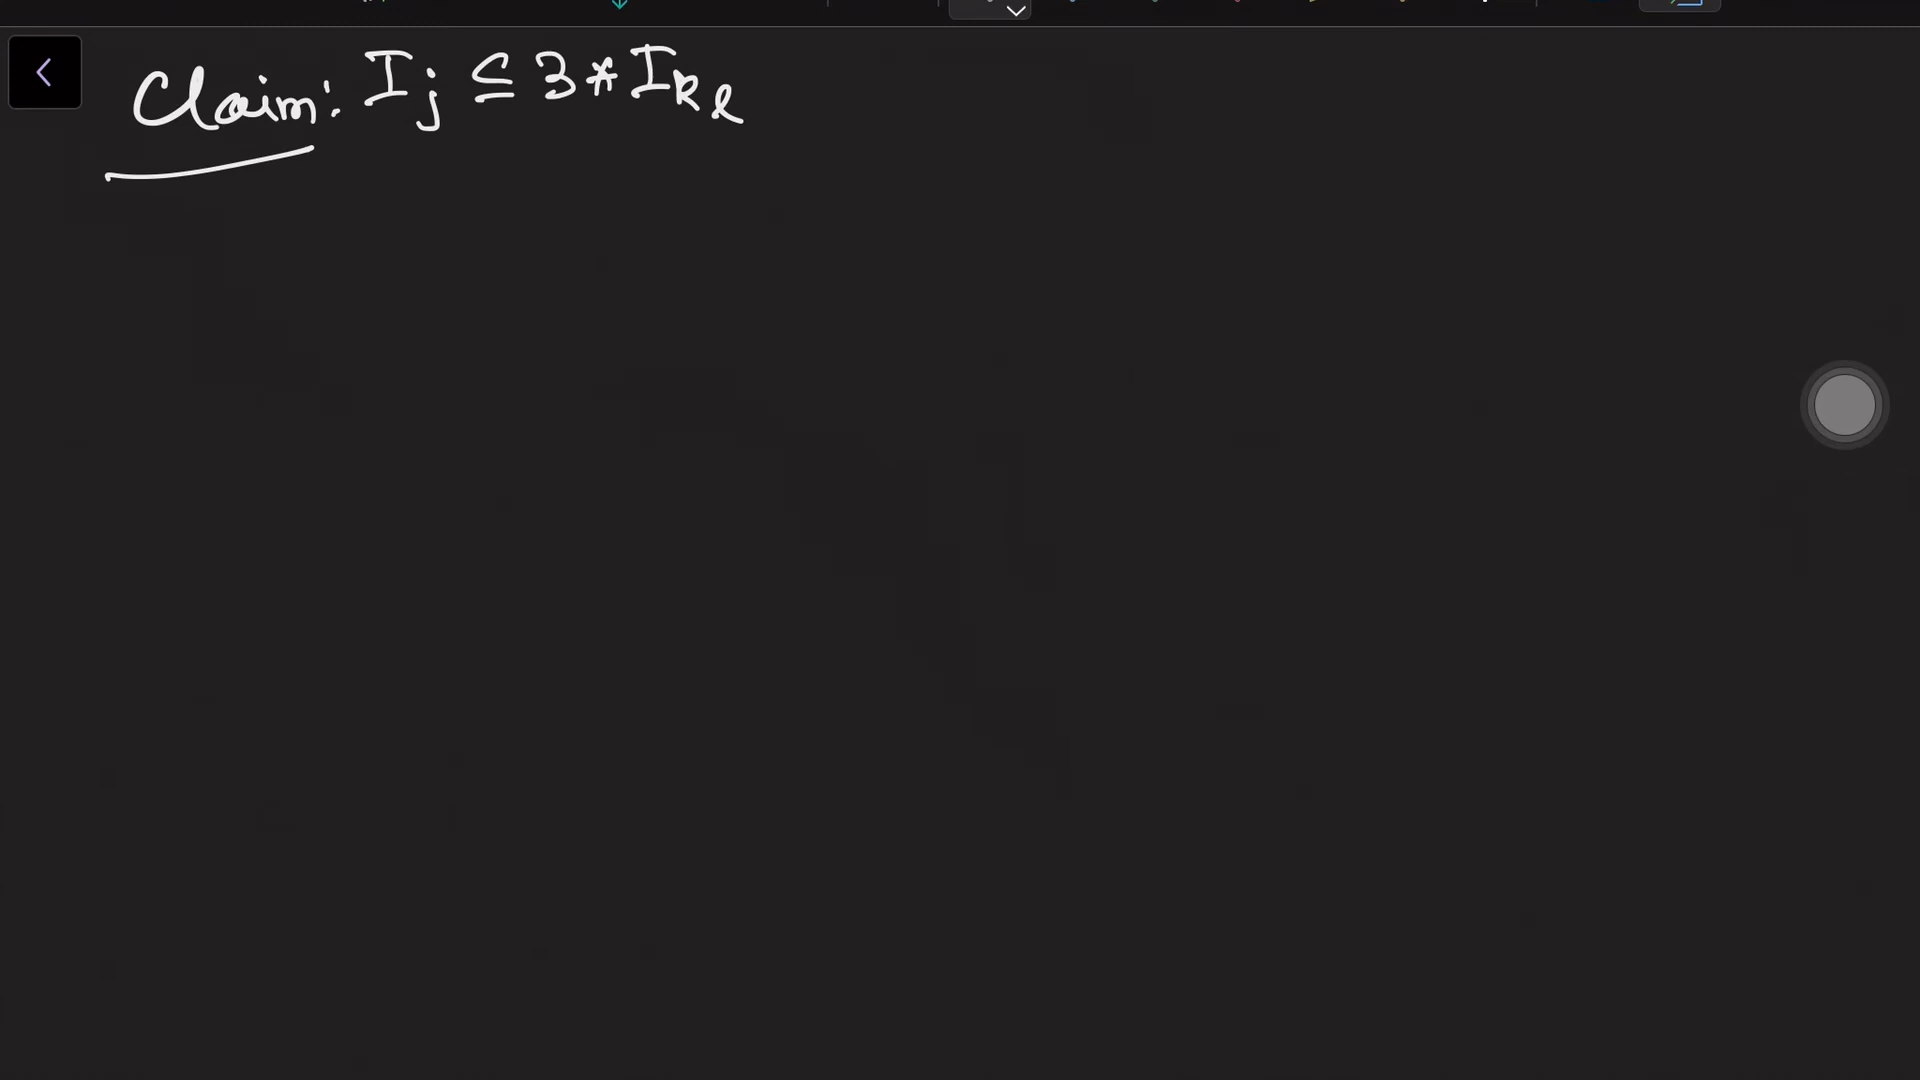 Claim: I_j ⊆ 3 * I_{k_l}